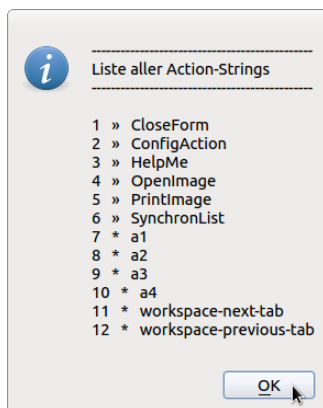 ------------------------------------------------
Liste aller Action-Strings
------------------------------------------------
1 » CloseForm
2 » ConfigAction
3 » HelpMe
4 » OpenImage
5 » PrintImage
6 » SynchronList
7 * a1
8 * a2
9 * a3
10 * a4
11 * workspace-next-tab
12 * workspace-previous-tab
OK